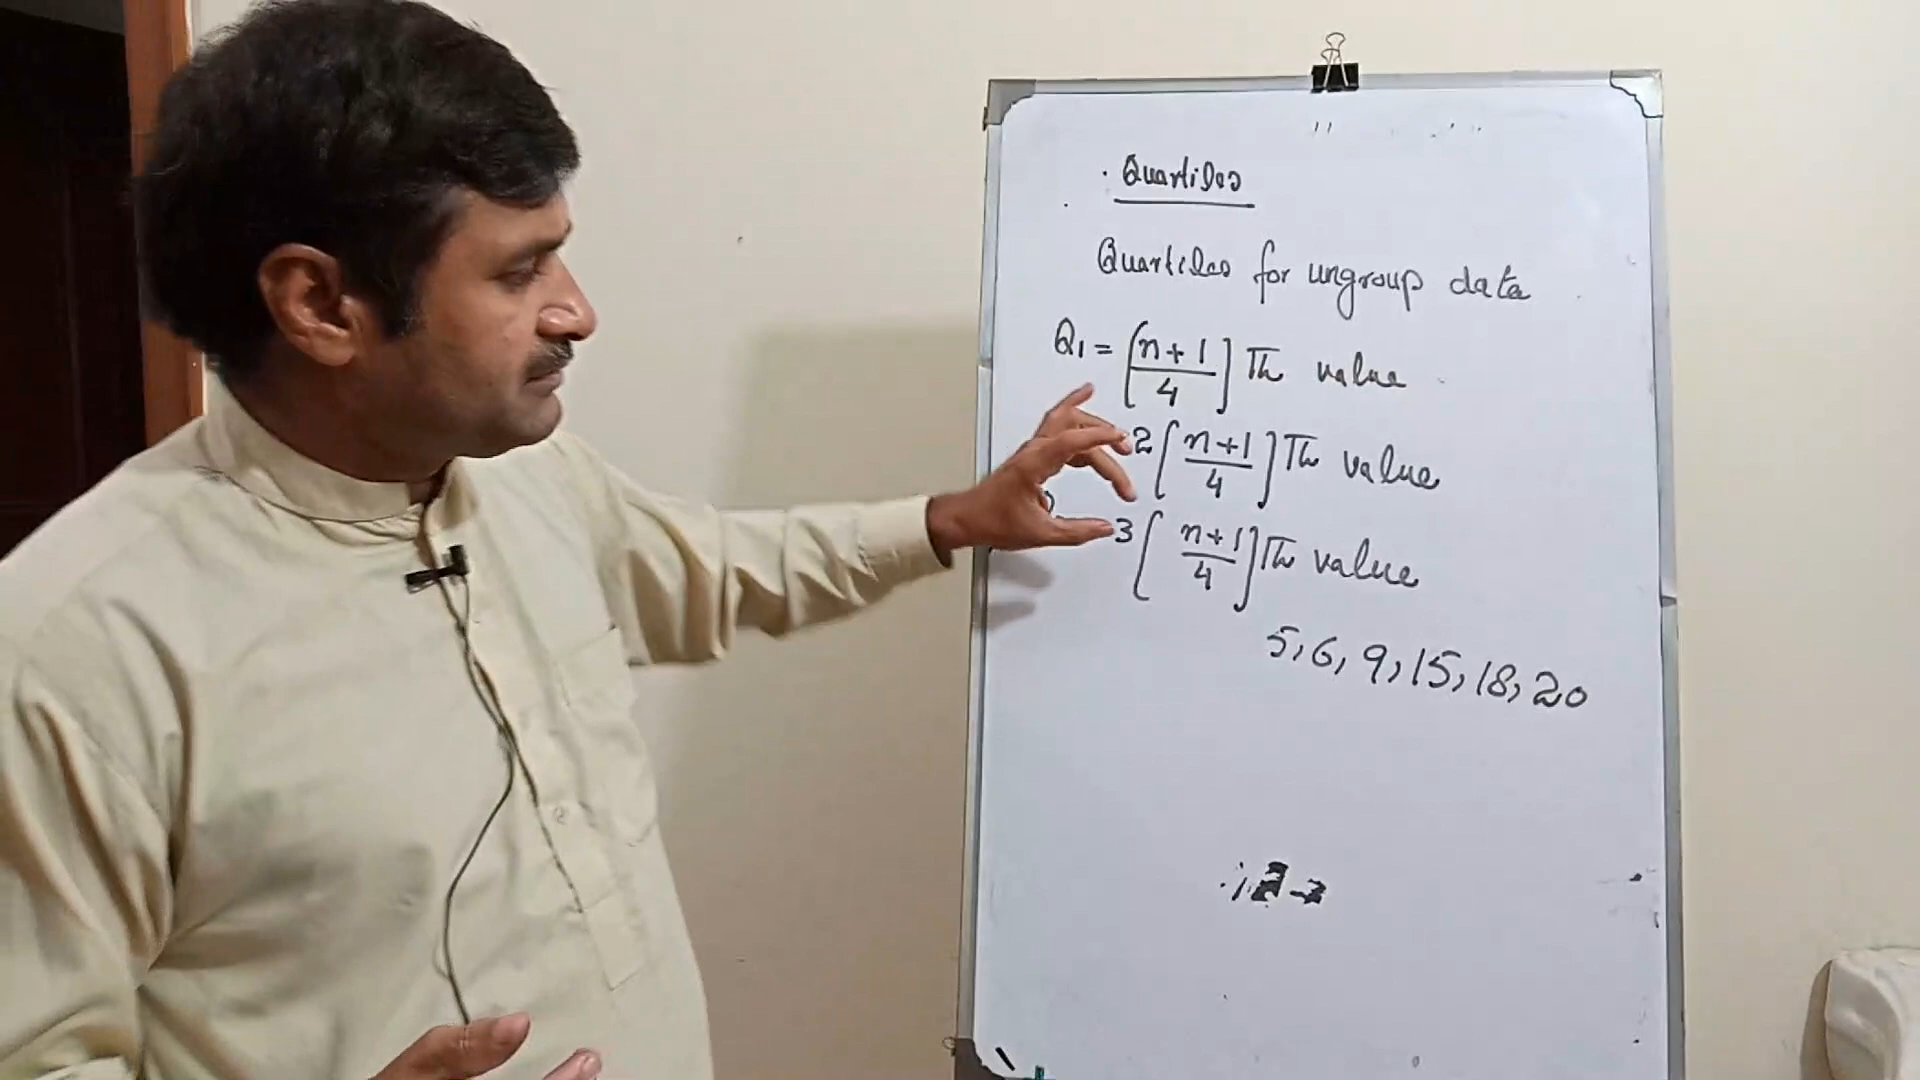 Quartiles
Quartiles for ungroup data
Q1 = [n+1/4] Th value
2 [n+1/4] Th value
3 [n+1/4] Th value
5, 6, 9, 15, 18, 20